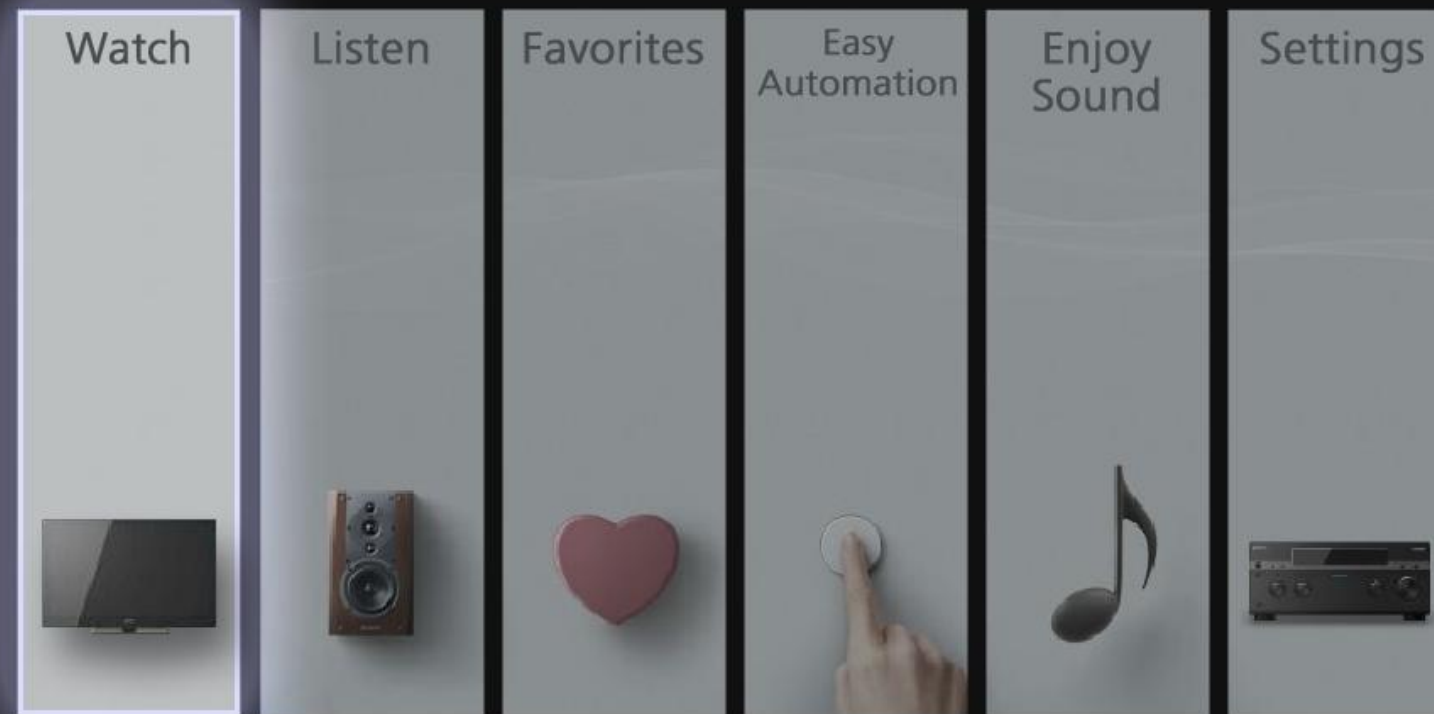 Watch
Listen
Favorites
Easy
Automation
Enjoy
Sound
Settings